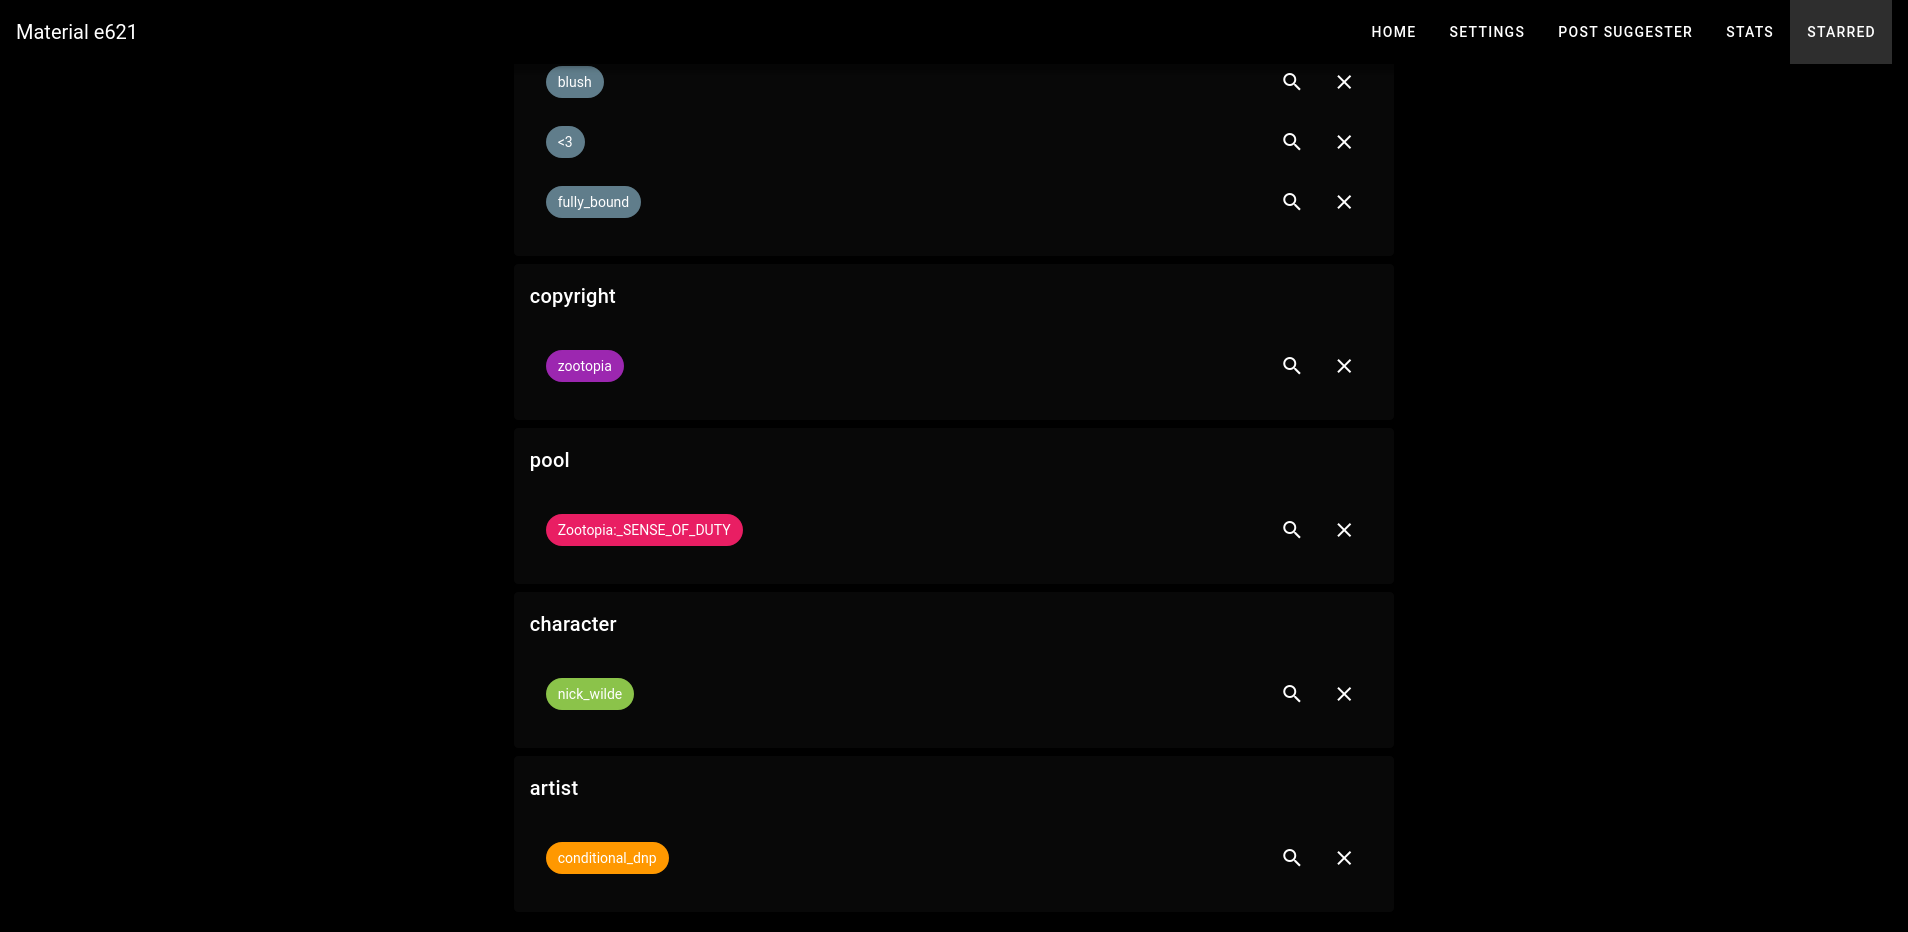 Material e621
HOME SETTINGS POST SUGGESTER STATS STARRED
blush
<3
fully_bound
copyright
zootopia
pool
Zootopia:_SENSE_OF_DUTY
character
nick_wilde
artist
conditional_dnp